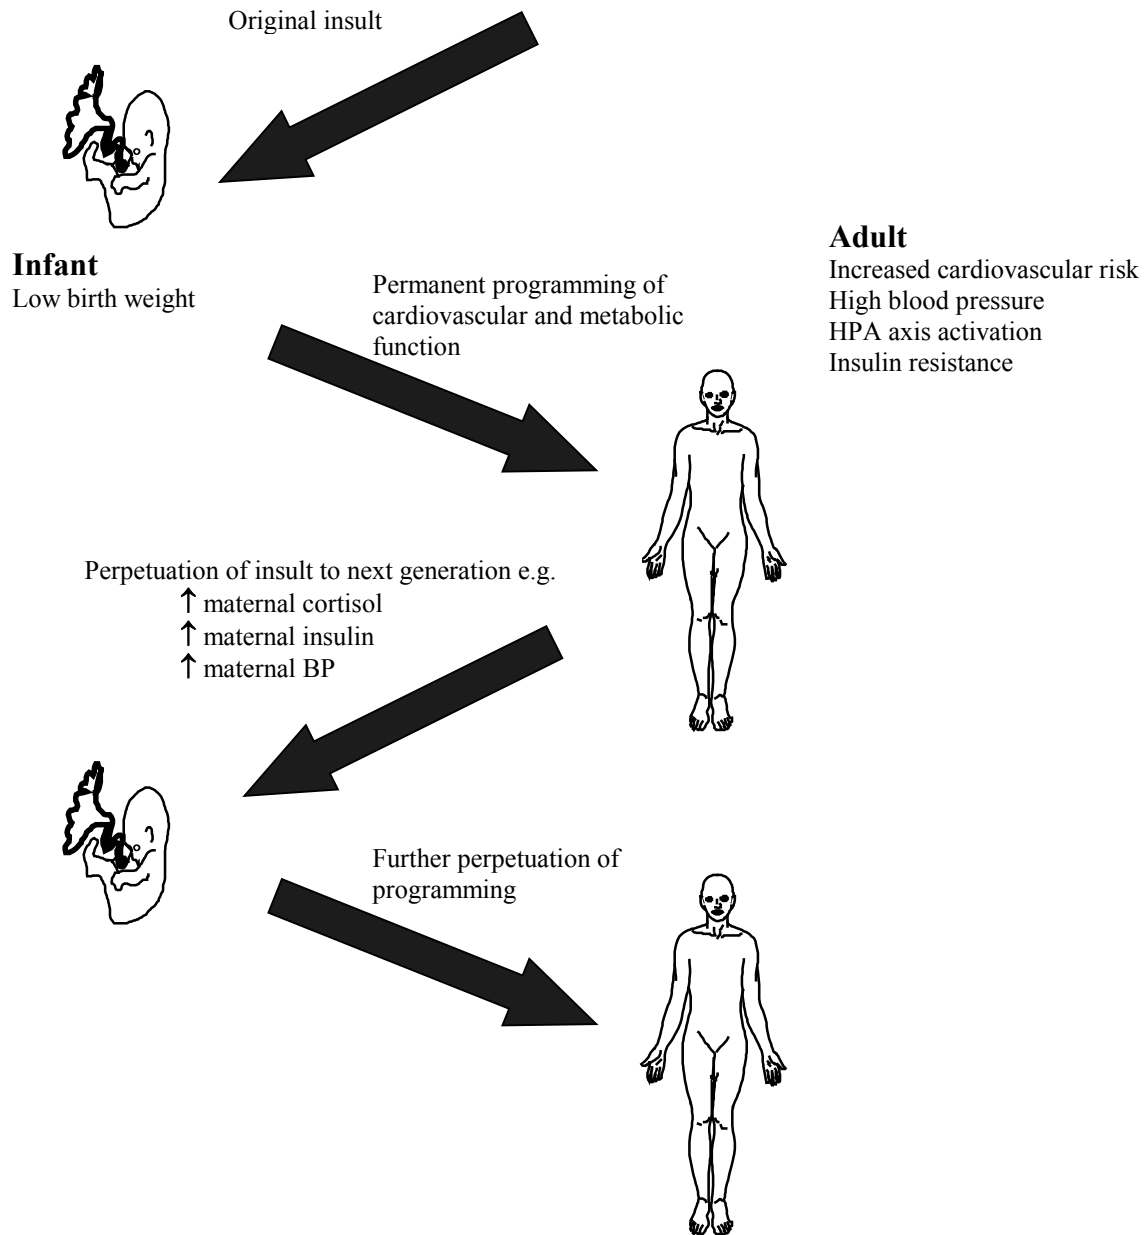 Original insult
Infant
Low birth weight
Adult
Increased cardiovascular risk
High blood pressure
HPA axis activation
Insulin resistance
Permanent programming of
cardiovascular and metabolic
function
Perpetuation of insult to next generation e.g.
↑ maternal cortisol
↑ maternal insulin
↑ maternal BP
Further perpetuation of
programming